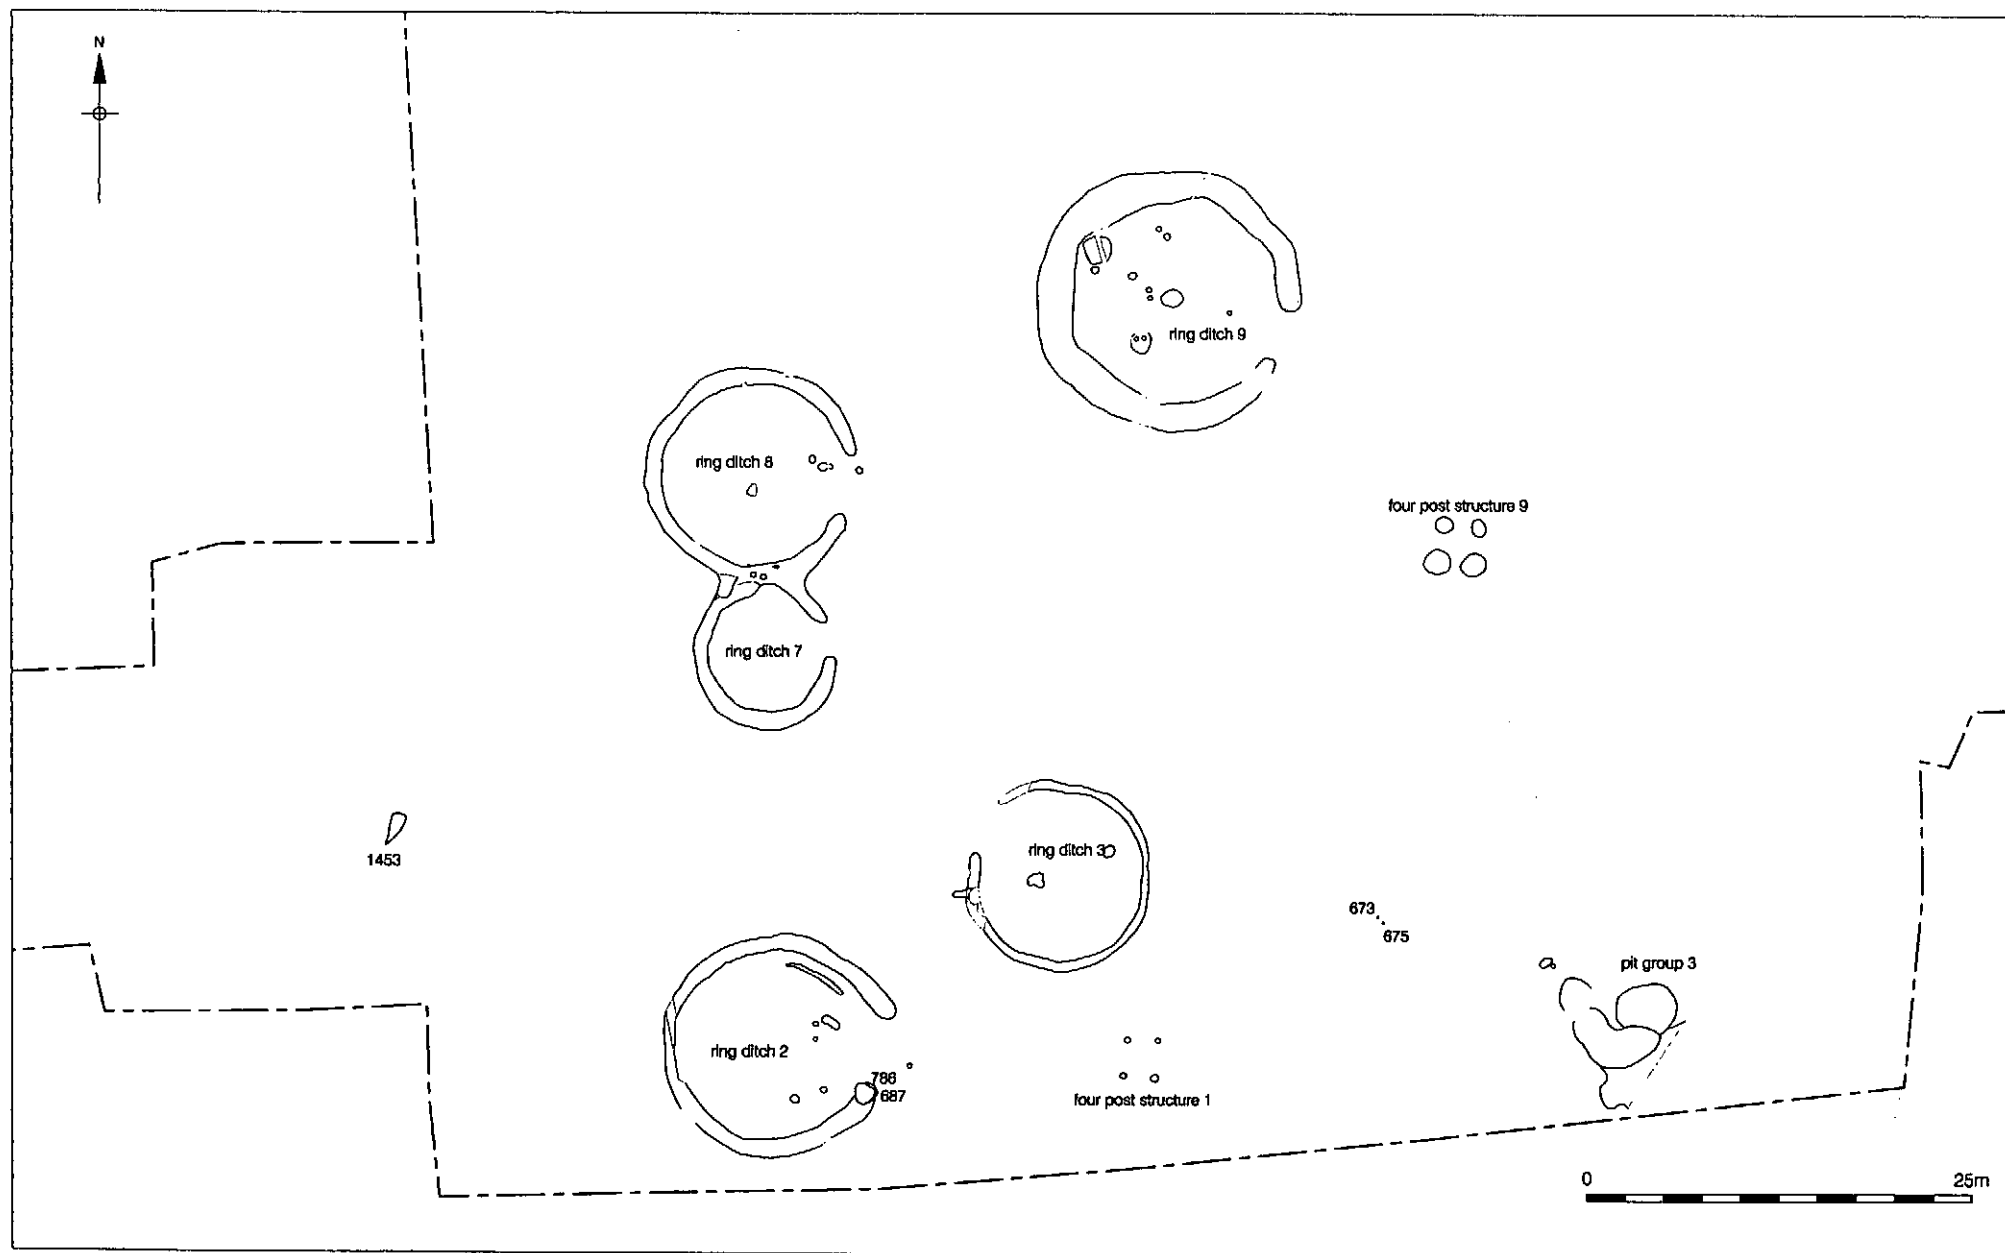 N
ring ditch 9
ring ditch 8
four post structure 9
ring ditch 7
ring ditch 3
1453
673
675
pit group 3
ring ditch 2
786
687
four post structure 1
0 25m